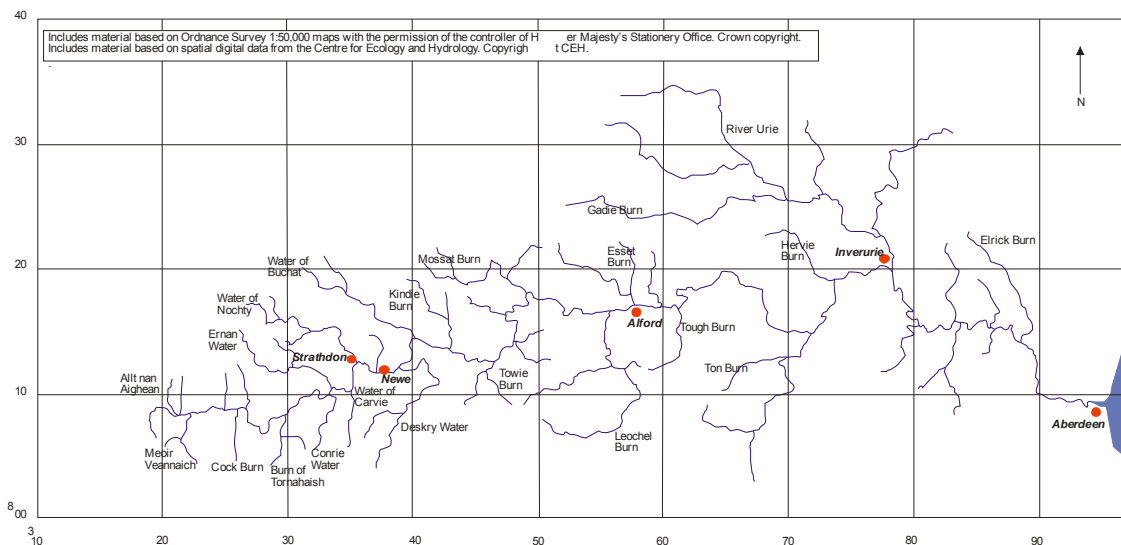 40
Includes material based on Ordnance Survey 1:50,000 maps with the permission of the controller of H er Majesty's Stationery Office. Crown copyright.
Includes material based on spatial digital data from the Centre for Ecology and Hydrology. Copyrigh t CEH.
.
N
30
River Urie
Gadie Burn
Elrick Burn
Hervie
Burn
Inverurie
Esset
Burn
Mossat Burn
Water of
Buchat
20
Kindie
Burn
Water of
Nochty
Alford
Tough Burn
Ernan
Water
Strathdon
Newe
Ton Burn
Towie
Burn
Allt nan
Aighean
10
Water of
Carvie
Deskry Water
Aberdeen
Leochel
Burn
Meoir
Veannaich
Cock Burn
Burn of
Tornahaish
Conrie
Water
8 00
3
10 20 30 40 50 60 70 80 90